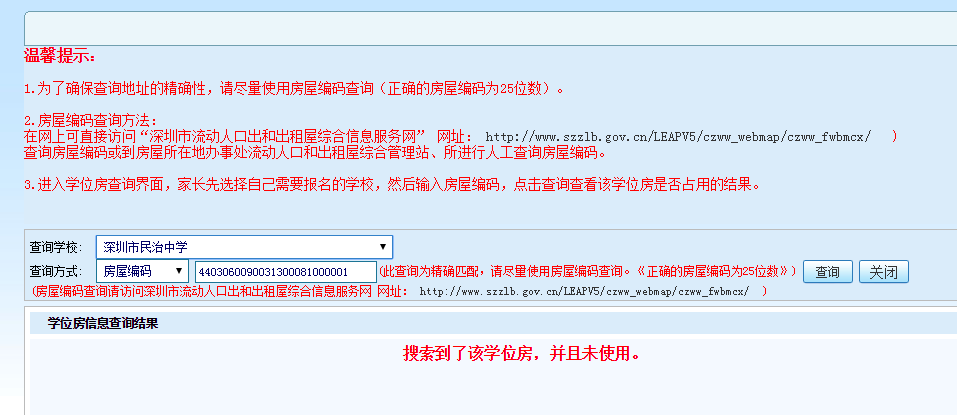 温馨提示：
1.为了确保查询地址的精确性，请尽量使用房屋编码查询（正确的房屋编码为25位数）。
2.房屋编码查询方法：
在网上可直接访问“深圳市流动人口出和出租屋综合信息服务网” 网址： http://www.szzlb.gov.cn/LEAPV5/czww_webmap/czww_fwbmcx/ ）
查询房屋编码或到房屋所在地办事处流动人口和出租屋综合管理站、所进行人工查询房屋编码。
3.进入学位房查询界面，家长先选择自己需要报名的学校，然后输入房屋编码，点击查询查看该学位房是否占用的结果。
查询学校： 深圳市民治中学
查询方式： 房屋编码 4403060090031300081000001 (此查询为精确匹配，请尽量使用房屋编码查询。《正确的房屋编码为25位数》) 查询 关闭
(房屋编码查询请访问深圳市流动人口出和出租屋综合信息服务网 网址： http://www.szzlb.gov.cn/LEAPV5/czww_webmap/czww_fwbmcx/ )
学位房信息查询结果
搜索到了该学位房，并且未使用。